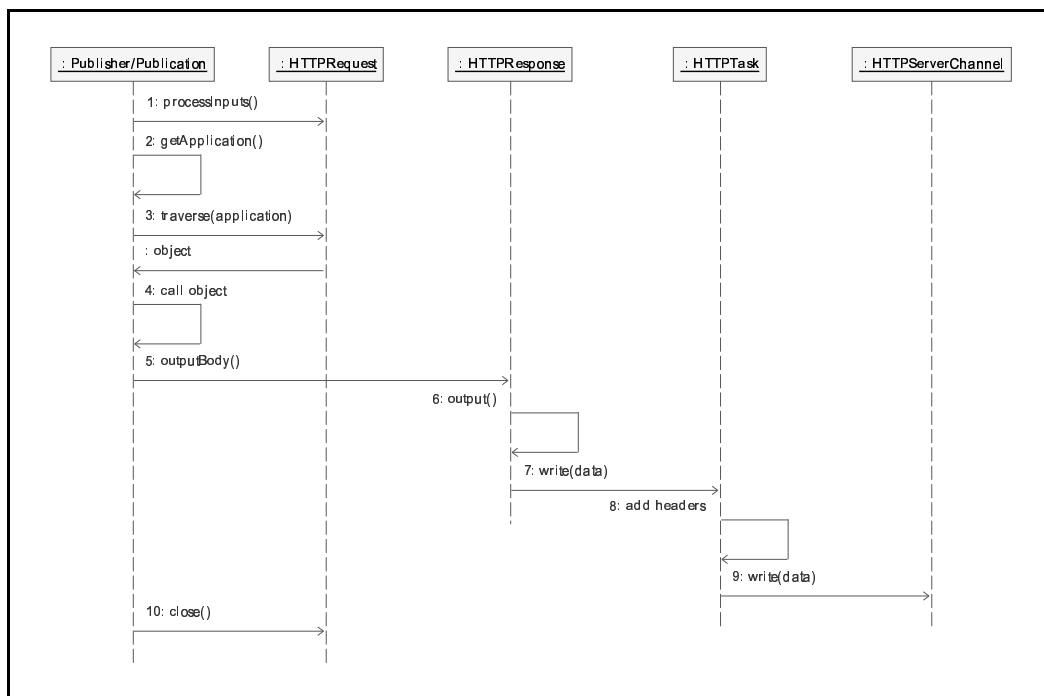 : Publisher/Publication
: HTTPRequest
: HTTPResponse
: HTTPTask
: HTTPServerChannel
1: processInputs()
2: getApplication()
3: traverse(application)
: object
4: call object
5: outputBody()
6: output()
7: write(data)
8: add headers
9: write(data)
10: close()